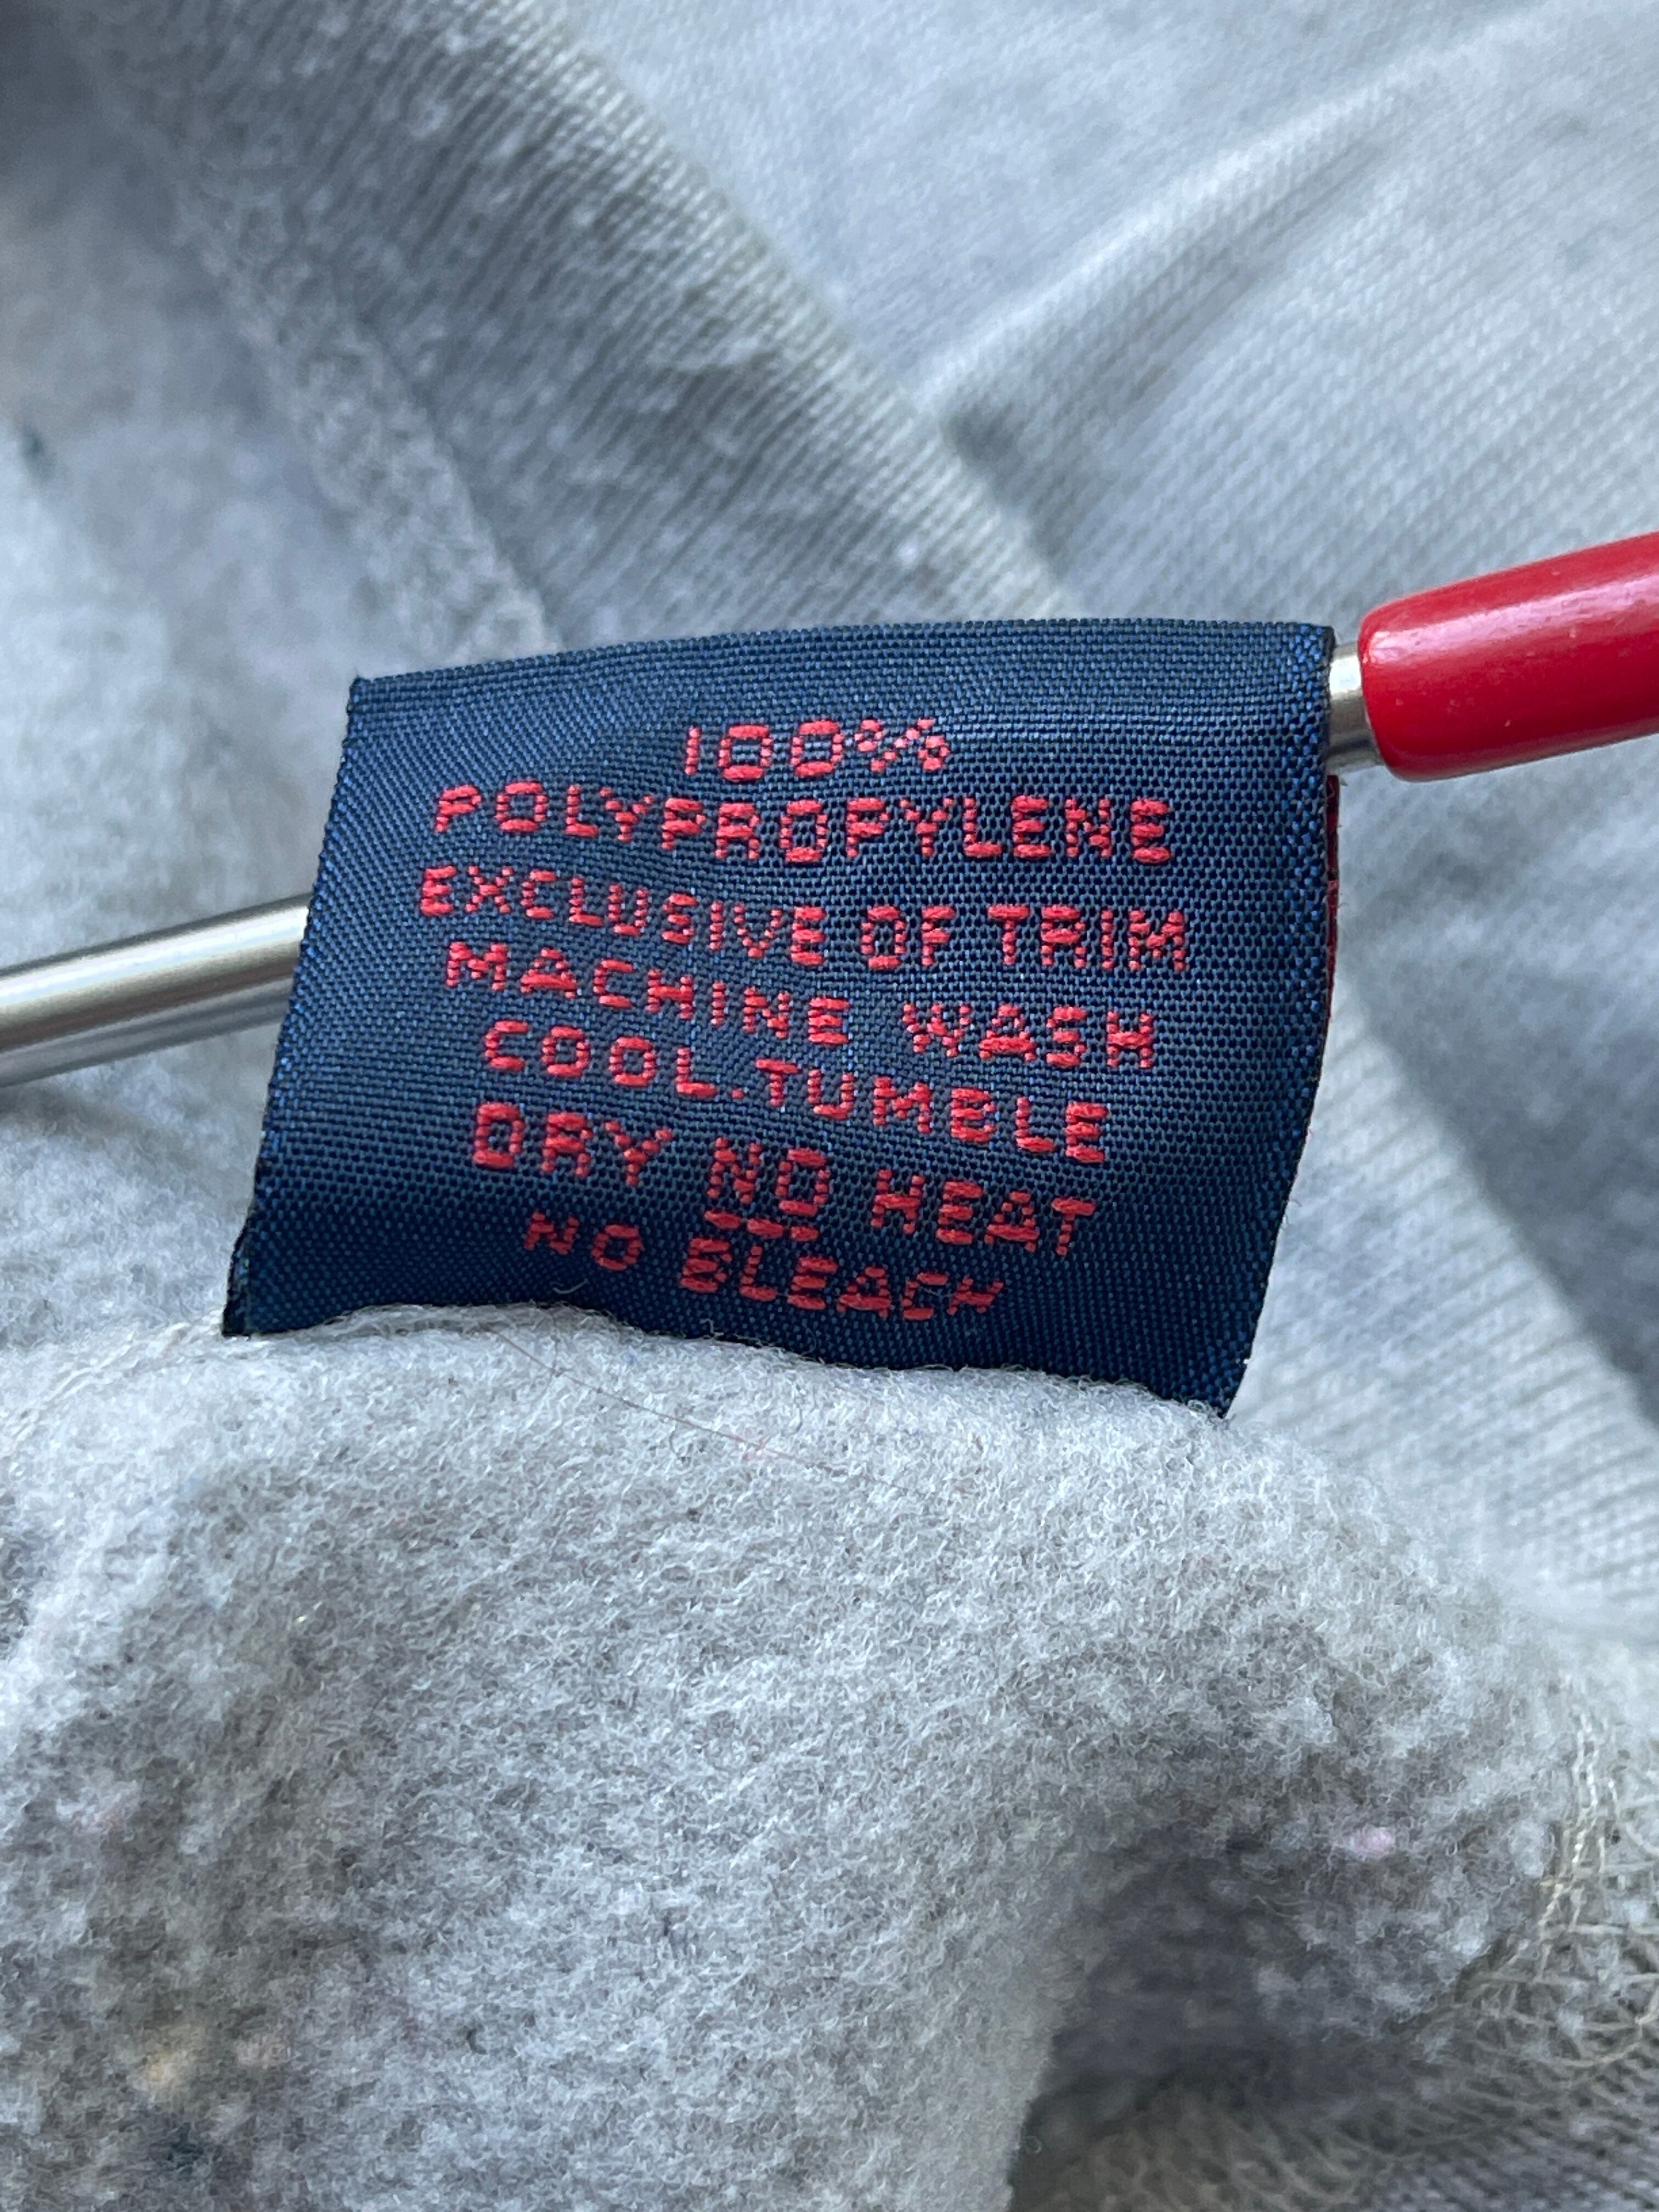 100%
POLYPROPYLENE
EXCLUSIVE OF TRIM
MACHINE WASH
COOL.TUMBLE
DRY NO HEAT
NO BLEACH